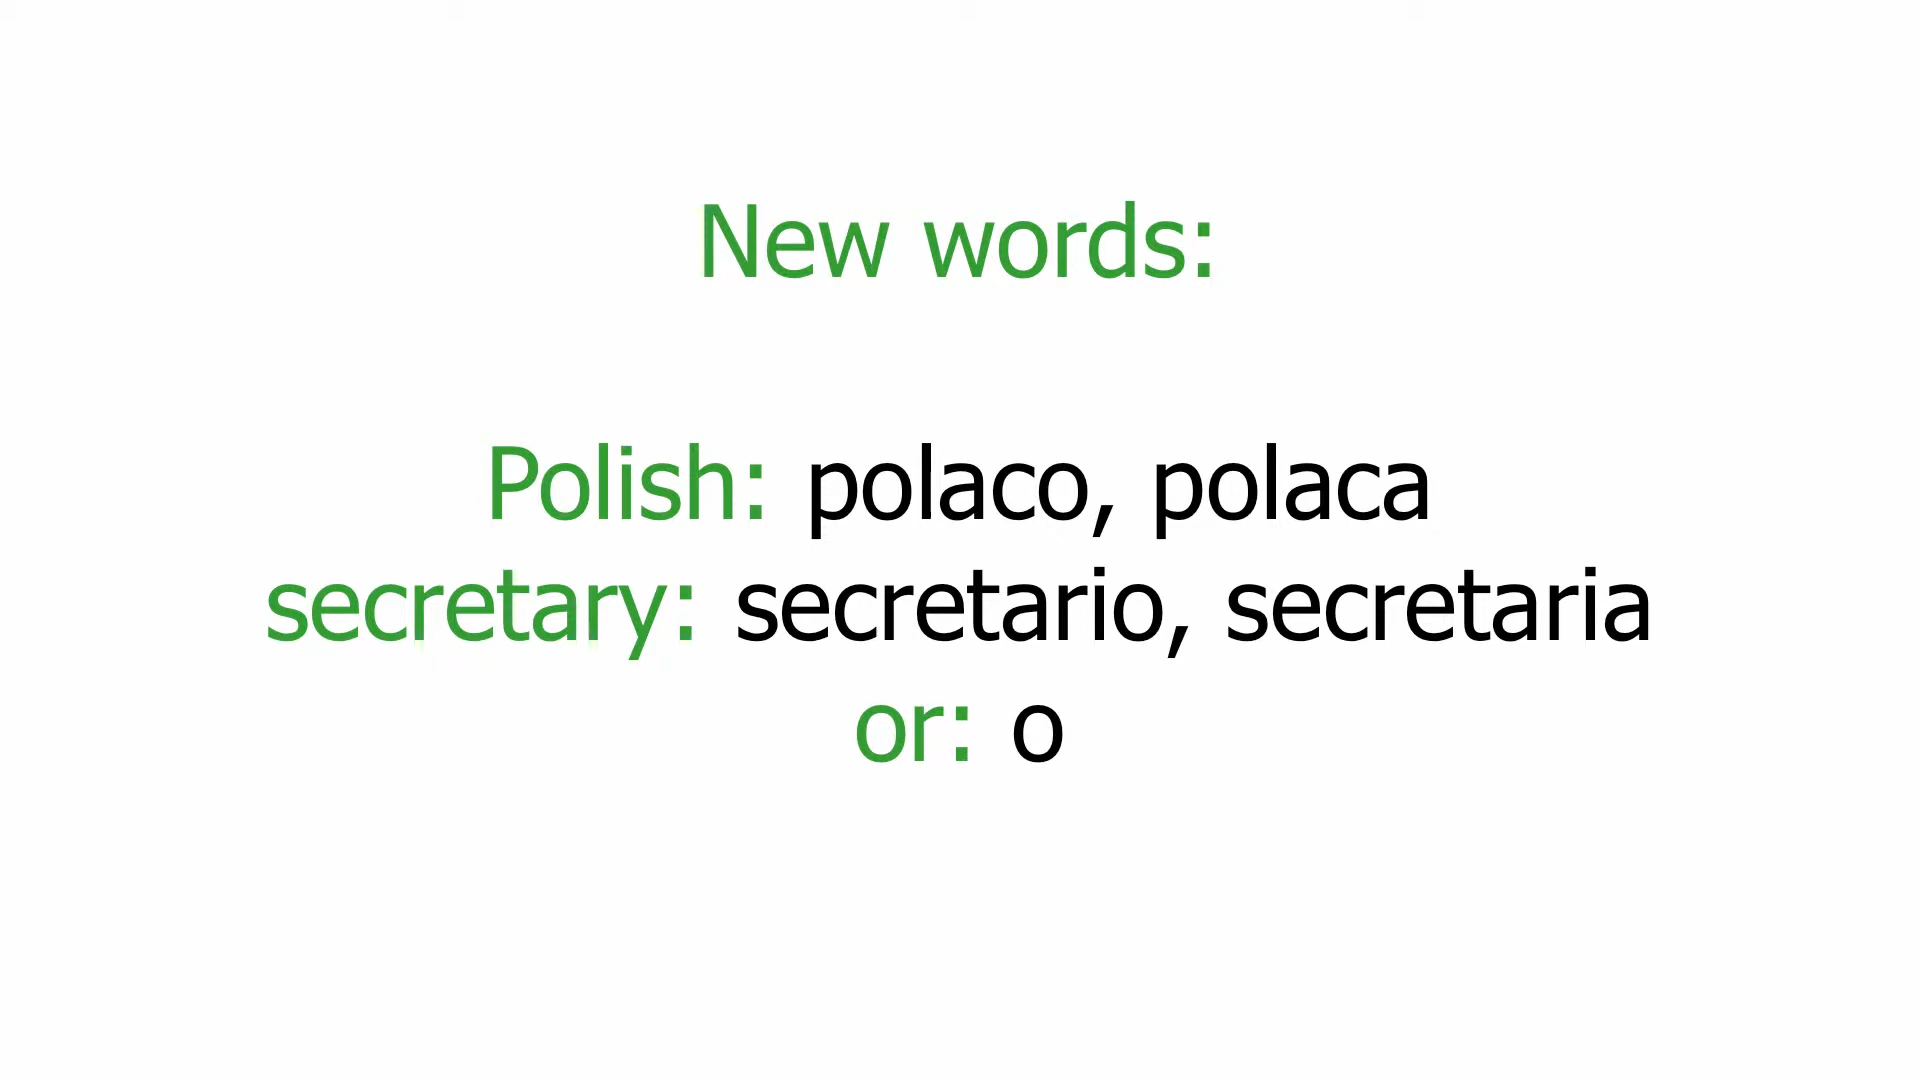 New words:
Polish: polaco, polaca
secretary: secretario, secretaria
or: o